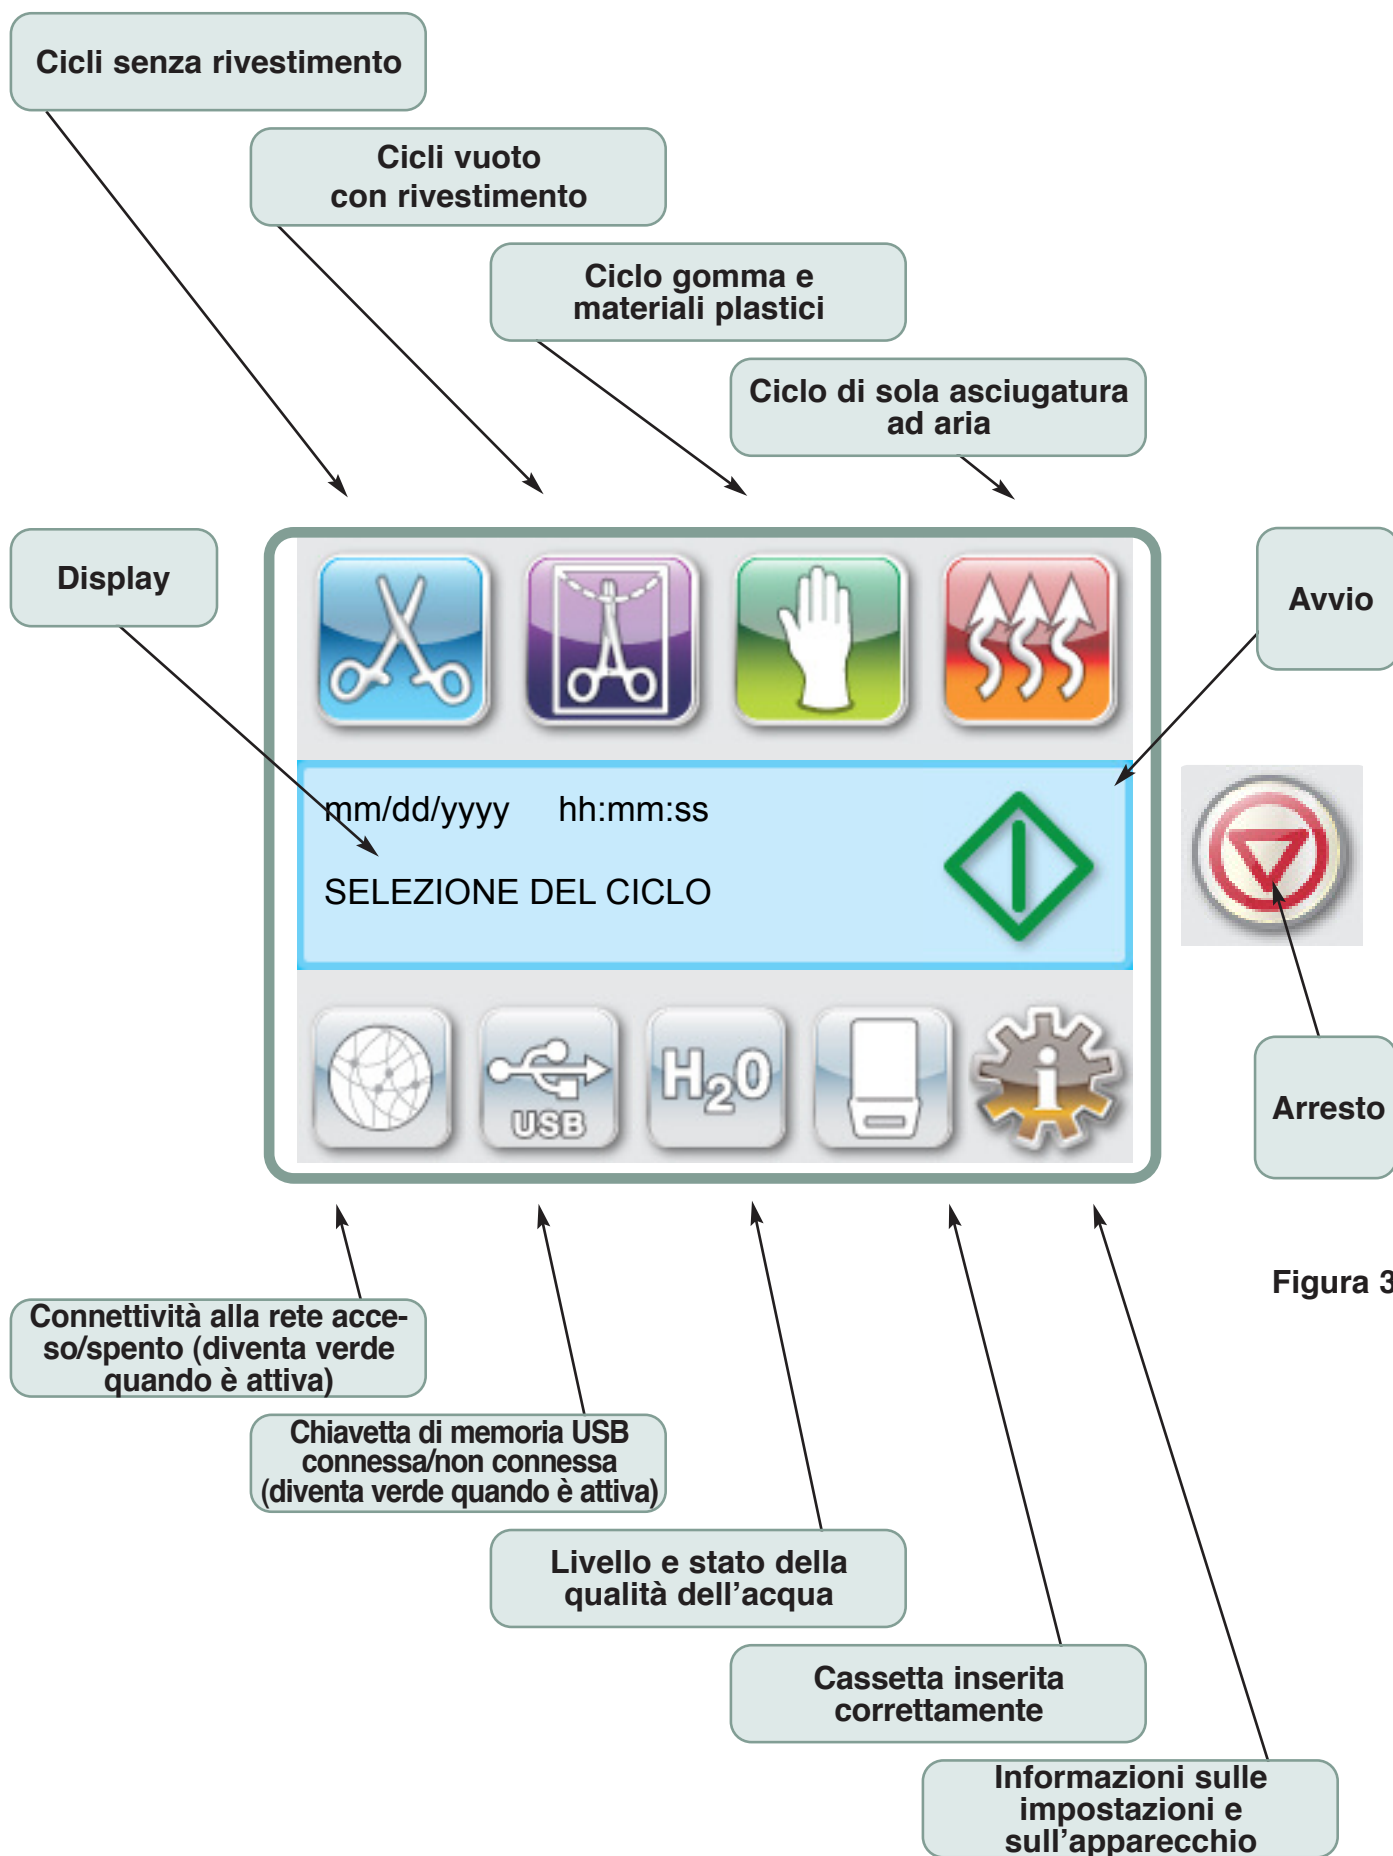 Cicli senza rivestimento
Cicli vuoto
con rivestimento
Ciclo gomma e
materiali plastici
Ciclo di sola asciugatura
ad aria
Display
Avvio
mm/dd/yyyy hh:mm:ss
SELEZIONE DEL CICLO
H2O
USB
Arresto
Figura 3
Connettività alla rete acce-
so/spento (diventa verde
quando è attiva)
Chiavetta di memoria USB
connessa/non connessa
(diventa verde quando è attiva)
Livello e stato della
qualità dell’acqua
Cassetta inserita
correttamente
Informazioni sulle
impostazioni e
sull’apparecchio